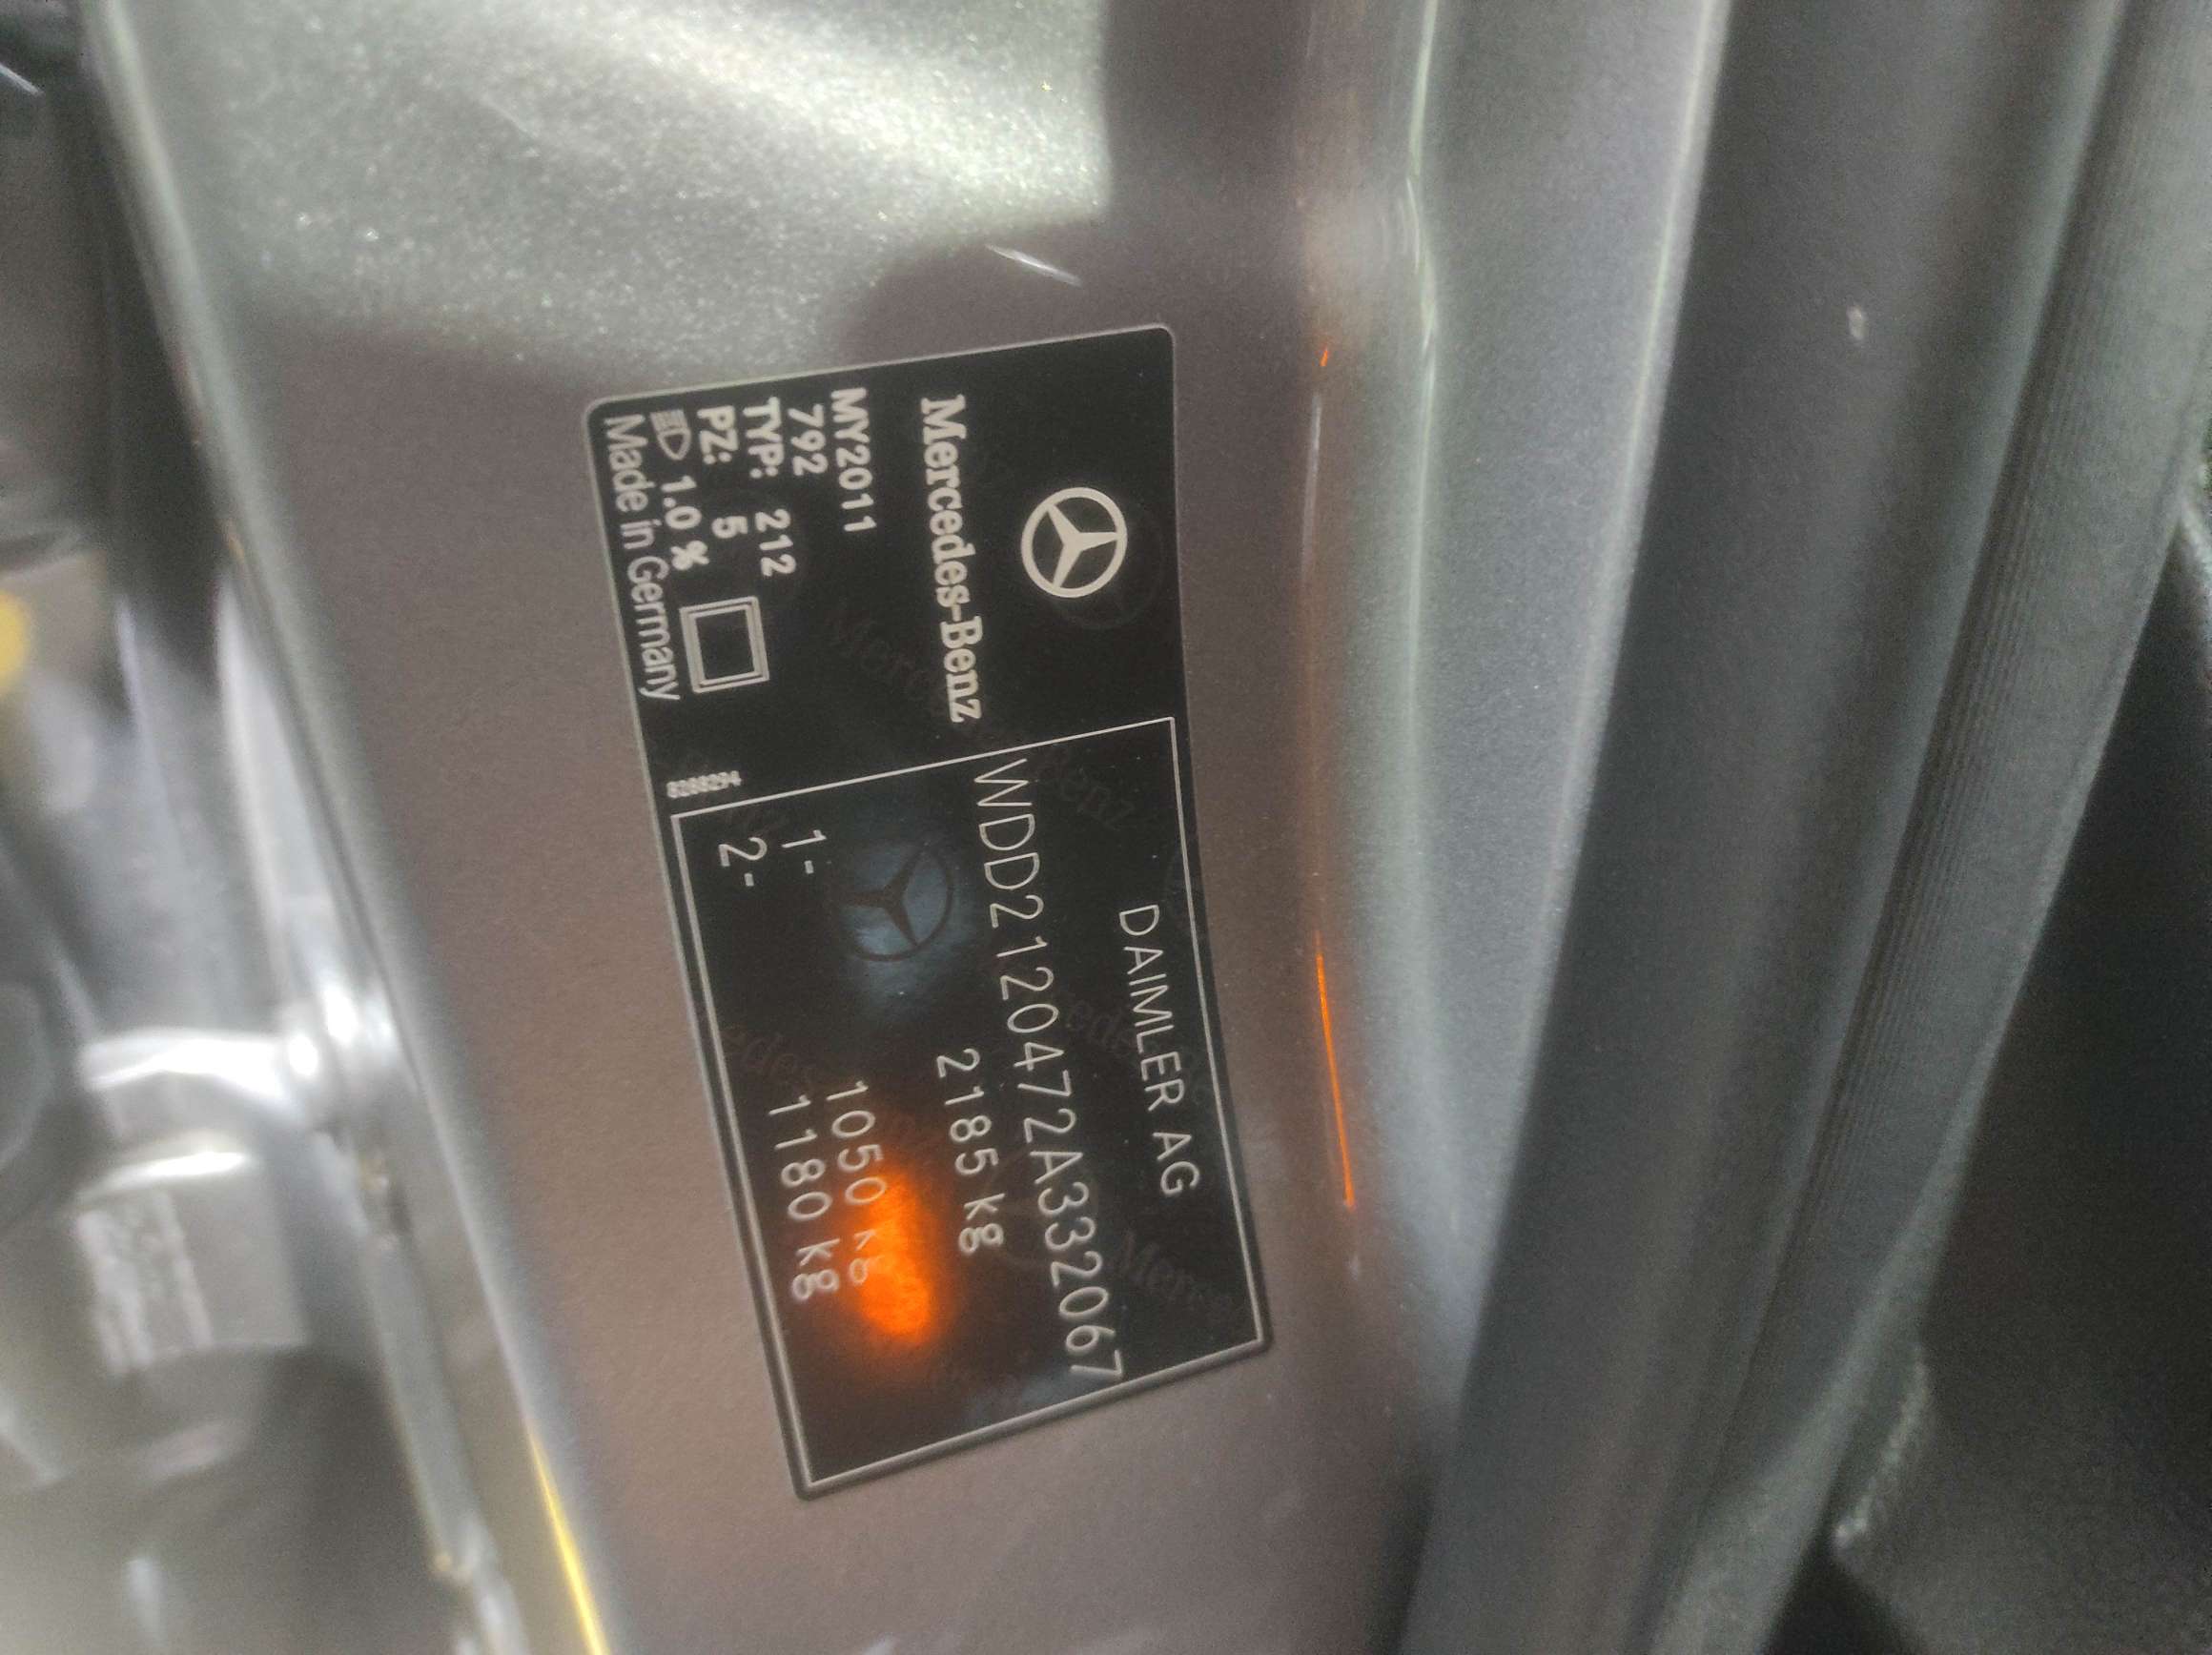 Mercedes-Benz
MY2011
792
TYP: 212
PZ: 5
1.0 %
Made in Germany
DAIMLER AG
WDD2120472A332067
2185 kg
1- 1050 kg
2- 1180 kg